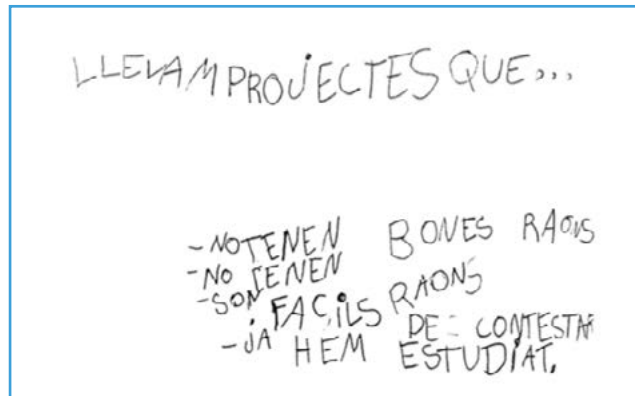 LLEVAM PROJECTES QUE...
- NO TENEN BONES RAONS
- NO TENEN RAONS
- SON FACILS DE CONTESTAR
- JA HEM ESTUDIAT.